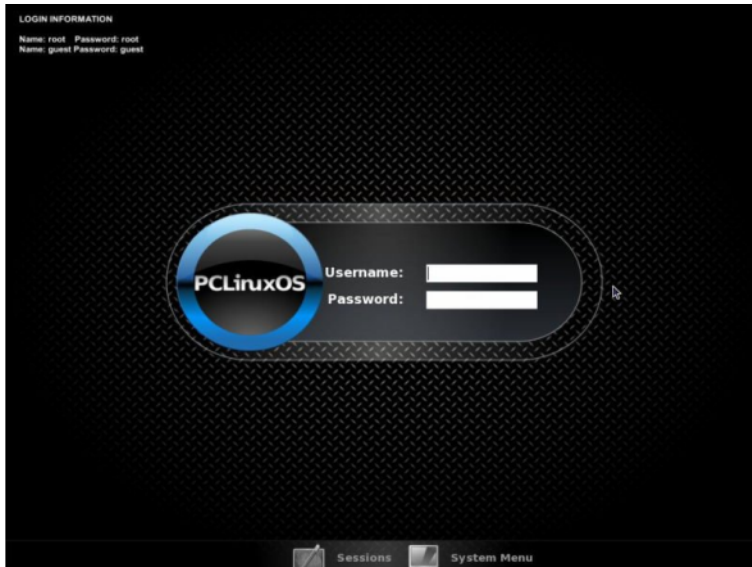 LOGIN INFORMATION
Name: root Password: root
Name: guest Password: guest
PCLinuxOS
Username:
Password:
Sessions
System Menu